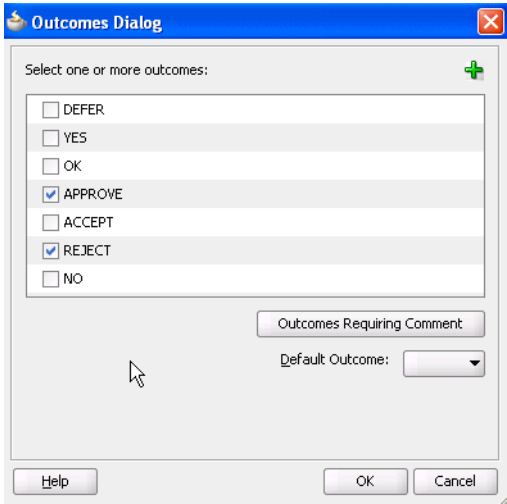 Outcomes Dialog
Select one or more outcomes:
DEFER
YES
OK
APPROVE
ACCEPT
REJECT
NO
Outcomes Requiring Comment
Default Outcome:
Help OK Cancel